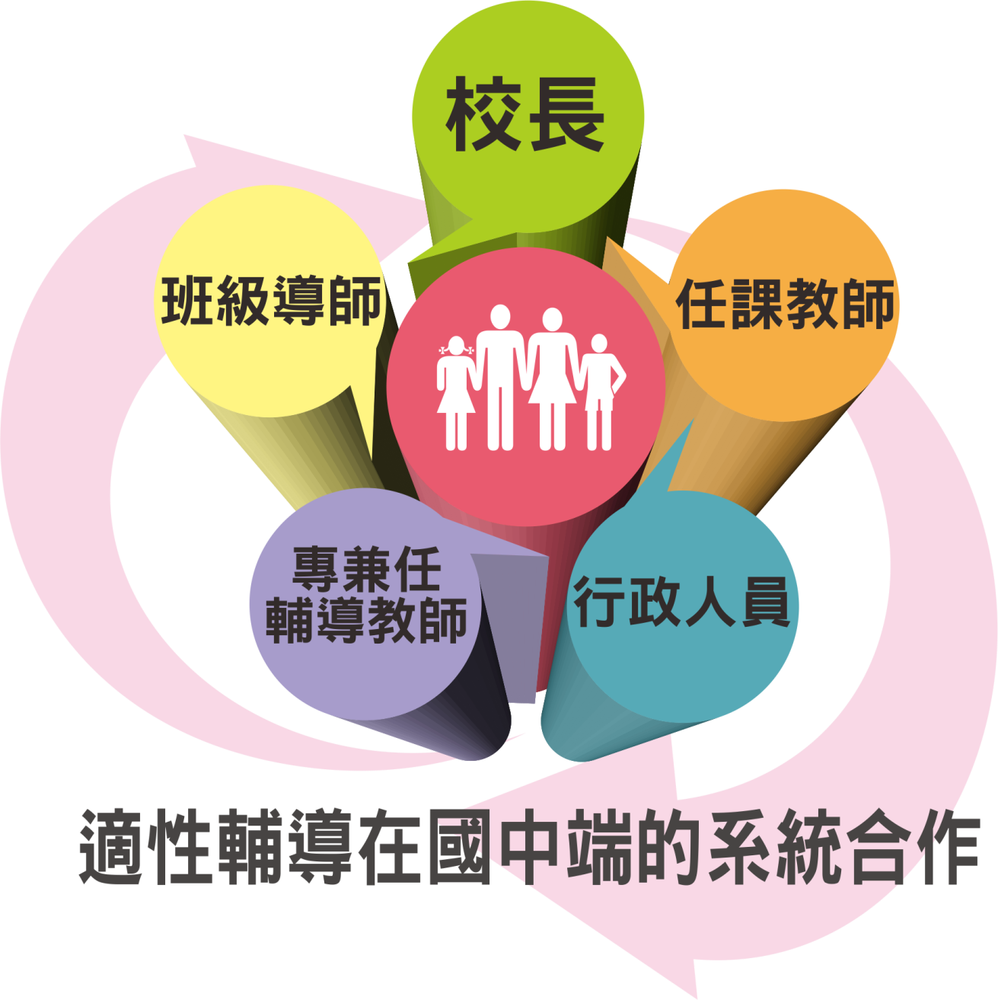 校長
班級導師
任課教師
專兼任
輔導教師
行政人員
適性輔導在國中端的系統合作